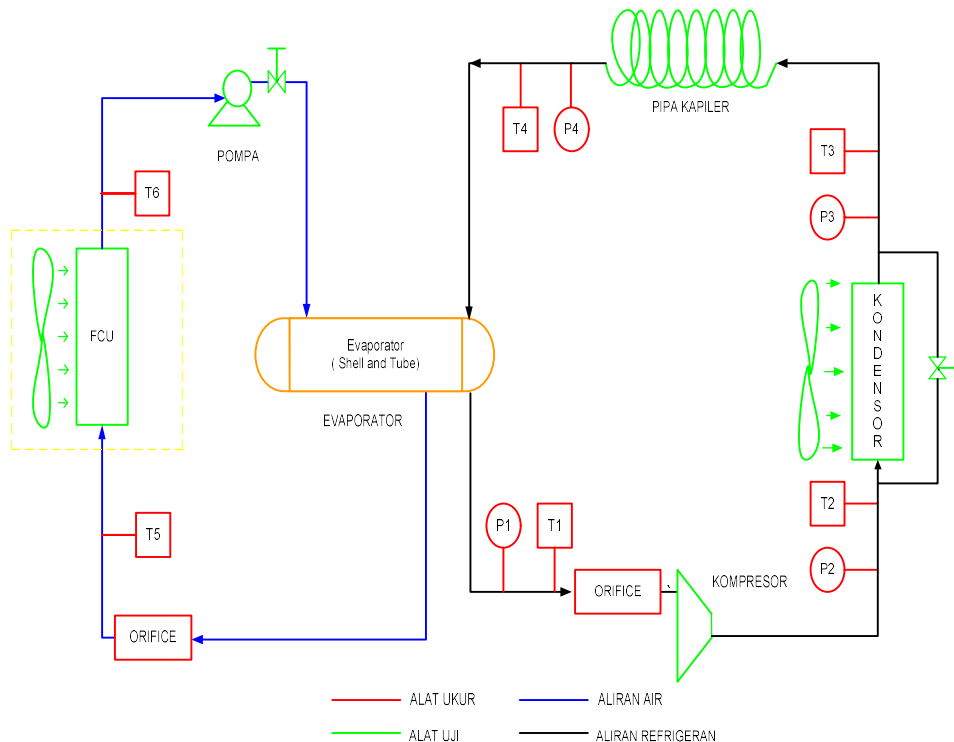 PIPA KAPILER
T4
P4
T3
P3
POMPA
T6
FCU
Evaporator
( Shell and Tube)
EVAPORATOR
K
O
N
D
E
N
S
O
R
T2
P2
P1
T1
T5
ORIFICE
KOMPRESOR
ORIFICE
ALAT UKUR
ALIRAN AIR
ALAT UJI
ALIRAN REFRIGERAN